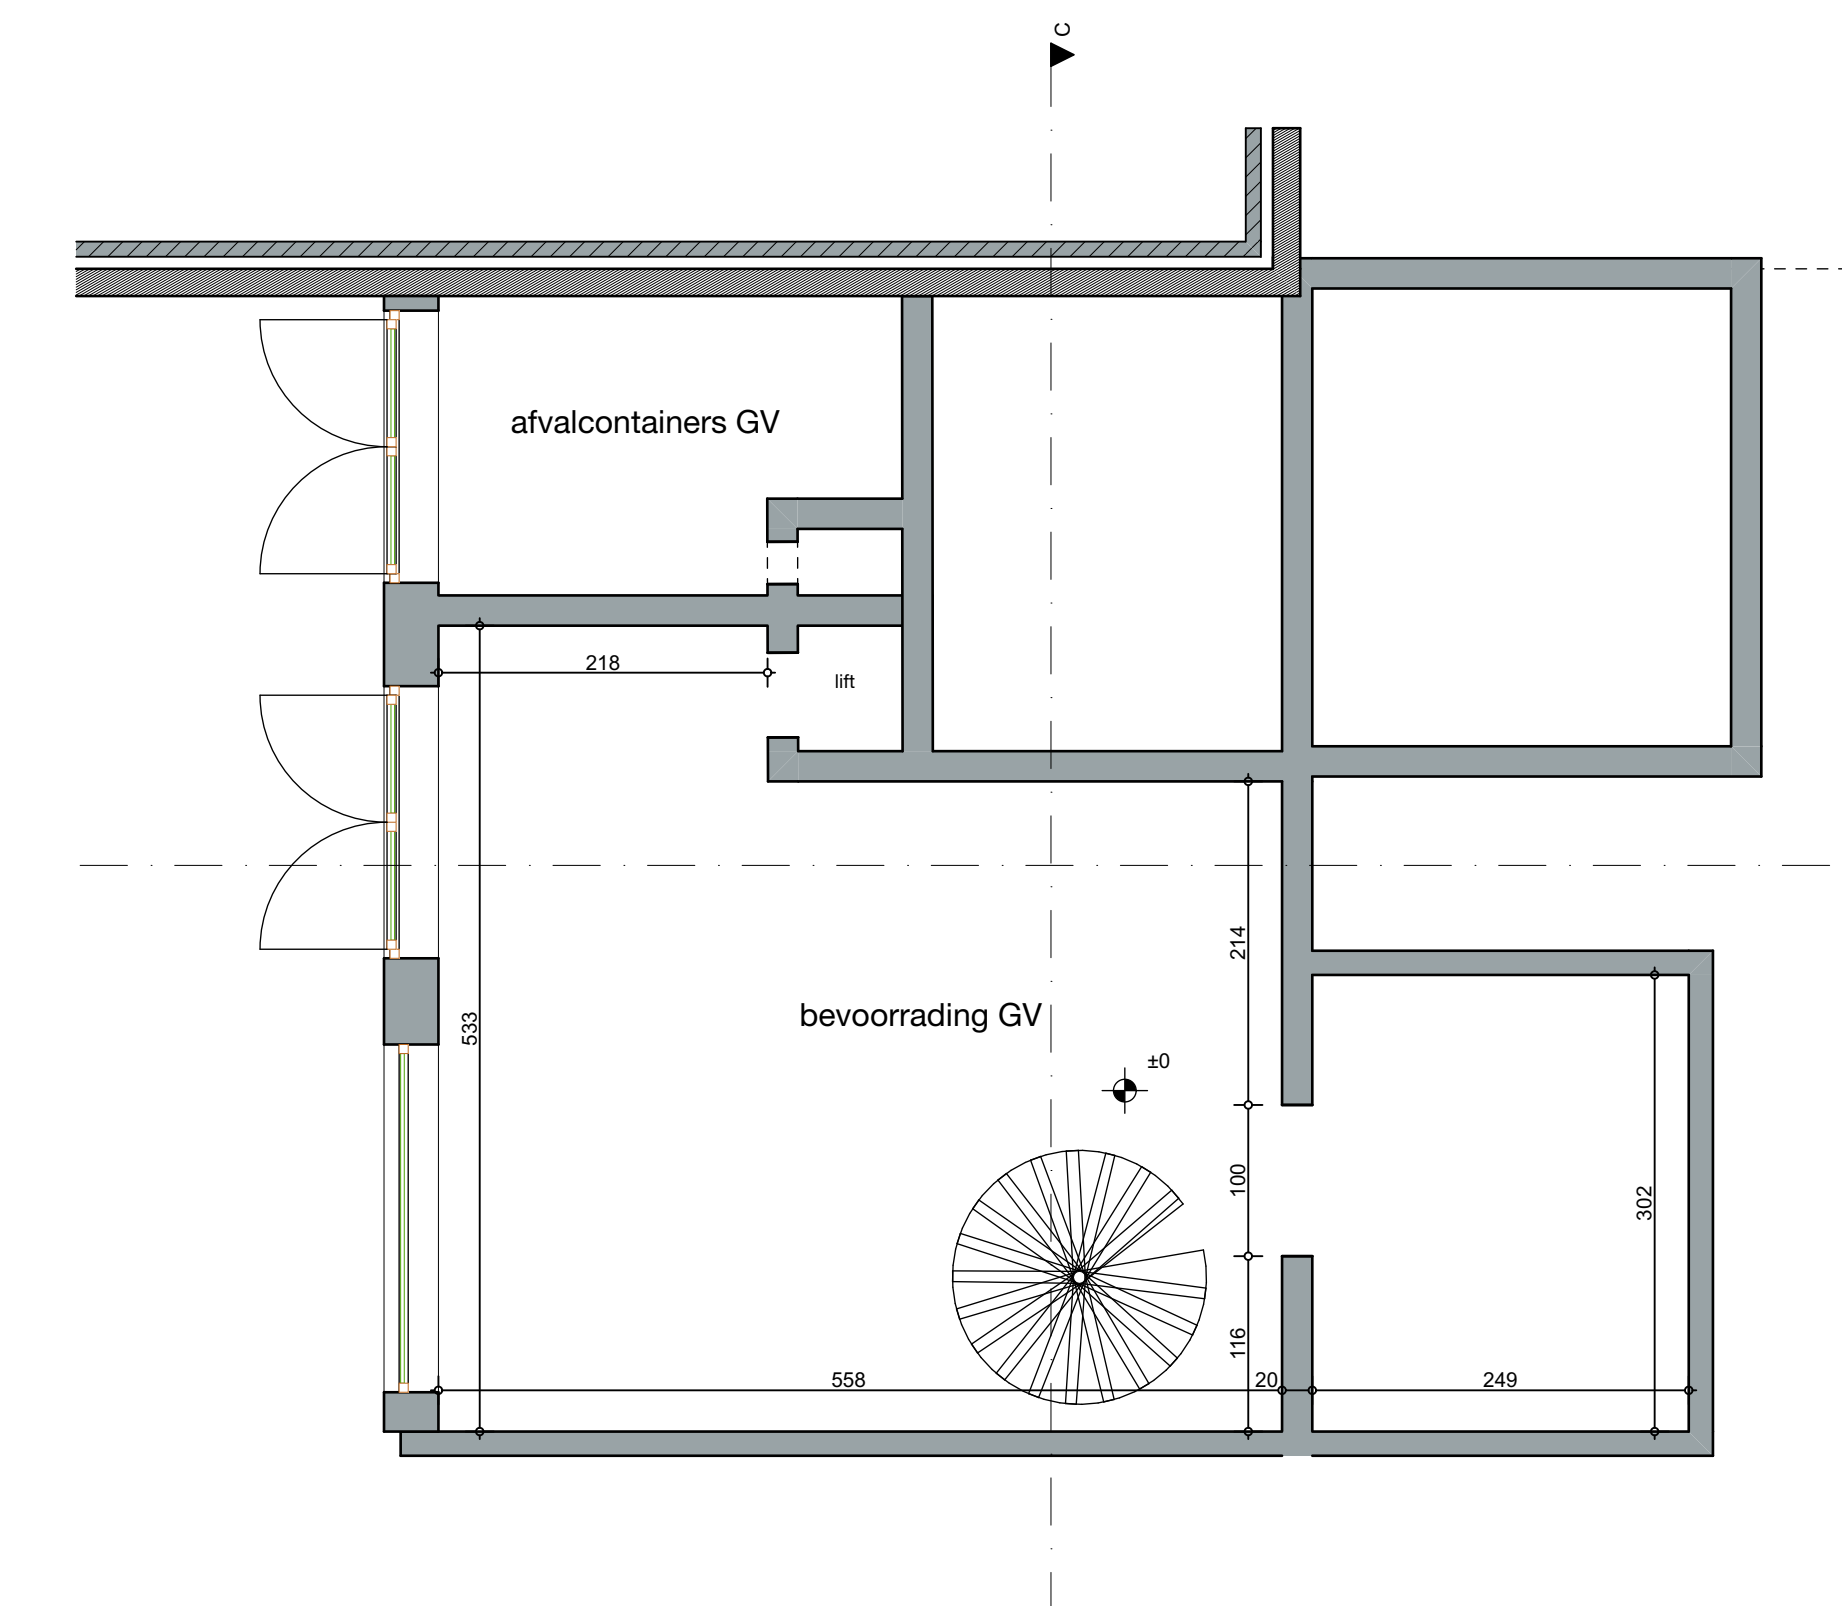 C
afvalcontainers GV
218
lift
214
bevoorrading GV
533
±0
100
302
116
558
20
249